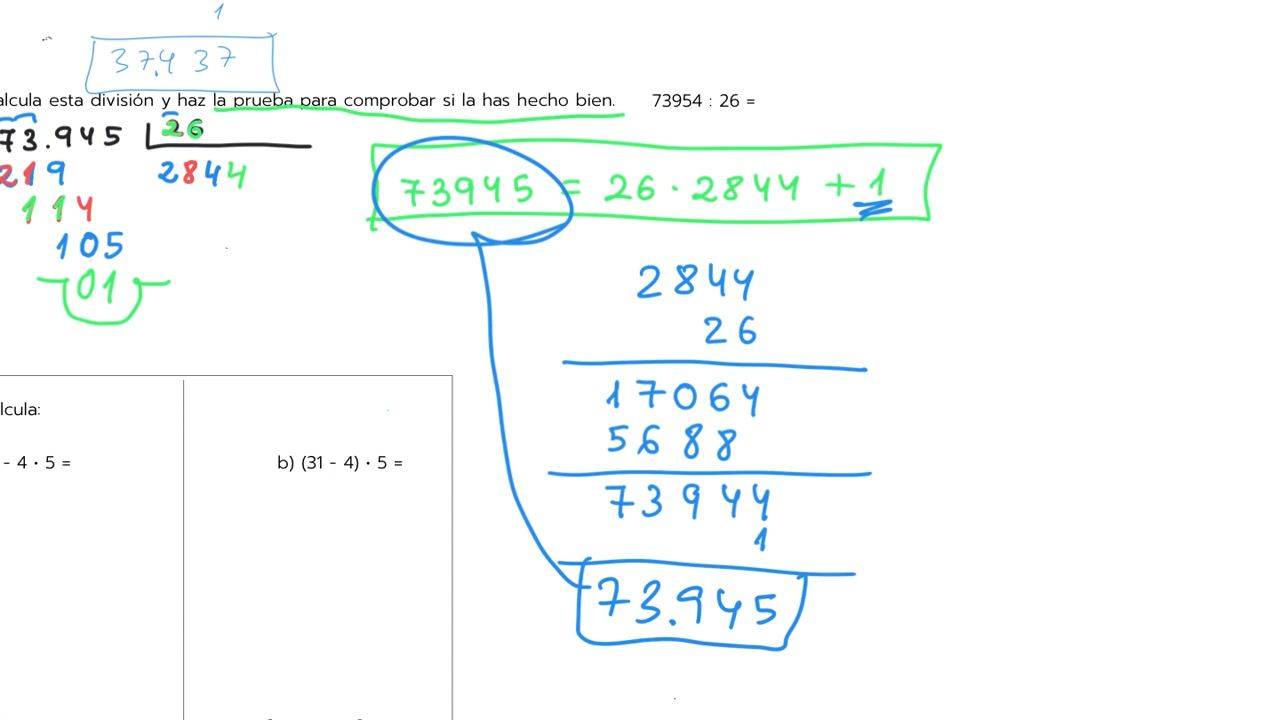 1
37.437
alcula esta división y haz la prueba para comprobar si la has hecho bien. 73954 : 26 =
73.945 26
219 2844
114
105
01
73945 = 26 · 2844 + 1
2844
26
17064
5688
73944
1
73.945
lcula:
- 4 · 5 =
b) (31 - 4) · 5 =